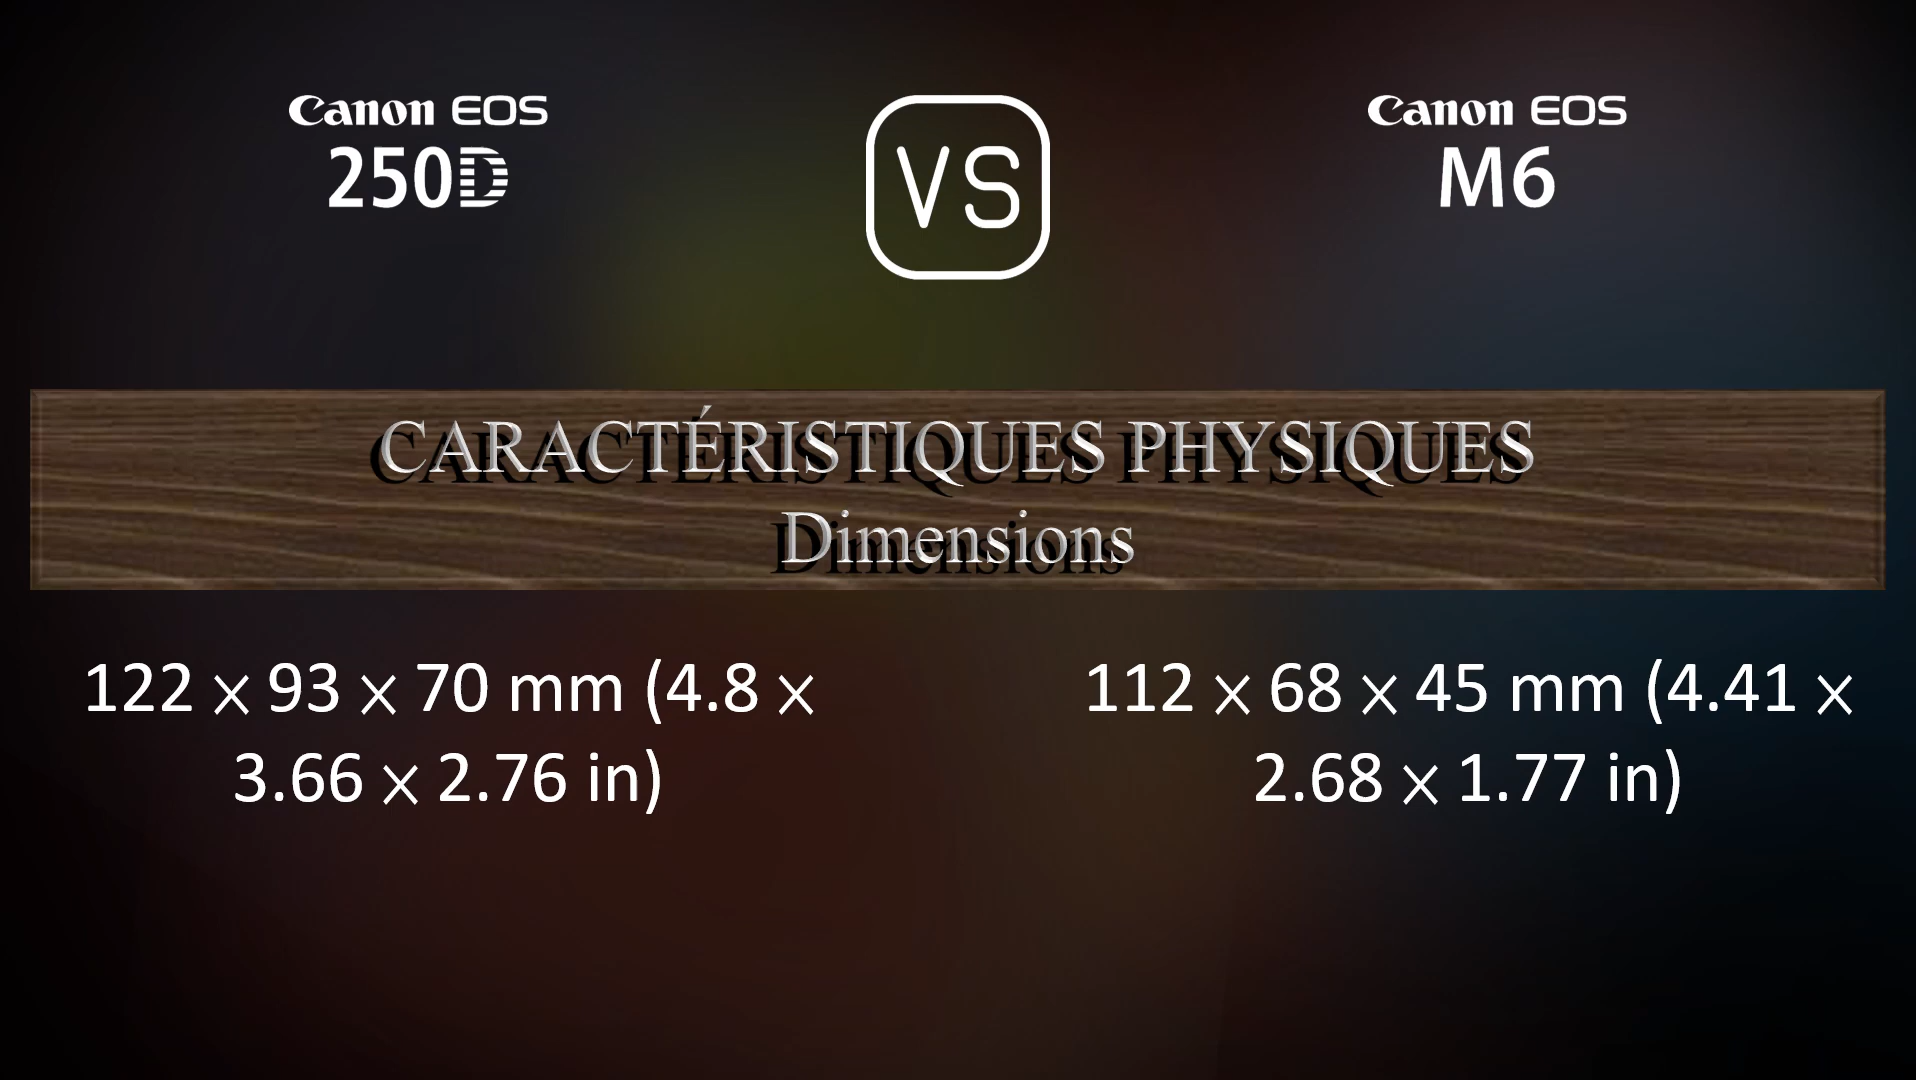 Canon EOS
250D
VS
Canon EOS
M6
CARACTÉRISTIQUES PHYSIQUES
Dimensions
122 x 93 x 70 mm (4.8 x
3.66 x 2.76 in)
112 x 68 x 45 mm (4.41 x
2.68 x 1.77 in)